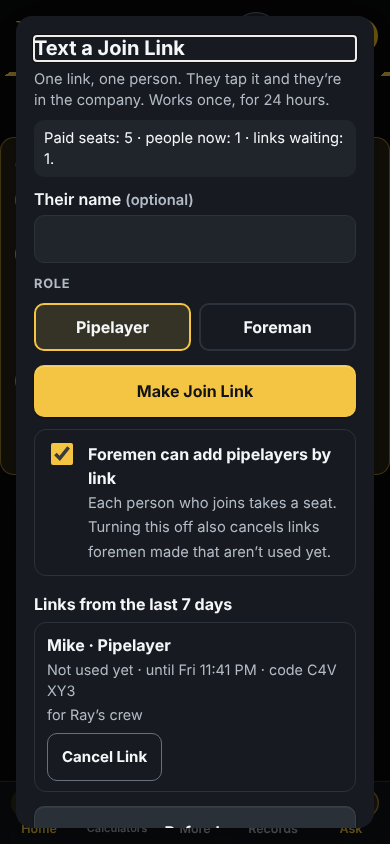 Text a Join Link
One link, one person. They tap it and they’re
in the company. Works once, for 24 hours.
Paid seats: 5 · people now: 1 · links waiting:
1.
Their name (optional)
ROLE
Pipelayer
Foreman
Make Join Link
Foremen can add pipelayers by
link
Each person who joins takes a seat.
Turning this off also cancels links
foremen made that aren’t used yet.
Links from the last 7 days
Mike · Pipelayer
Not used yet · until Fri 11:41 PM · code C4V
XY3
for Ray’s crew
Cancel Link
Home
Calculators
More
Records
Ask